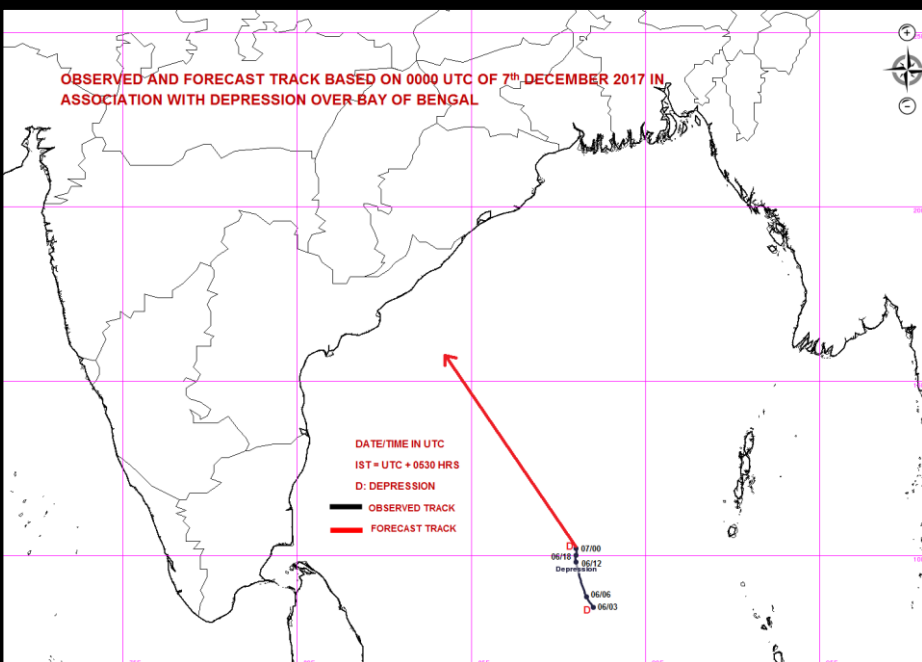 OBSERVED AND FORECAST TRACK BASED ON 0000 UTC OF 7th DECEMBER 2017 IN
ASSOCIATION WITH DEPRESSION OVER BAY OF BENGAL
DATE/TIME IN UTC
IST = UTC + 0530 HRS
D: DEPRESSION
OBSERVED TRACK
FORECAST TRACK
D 07/00
06/18
06/12
Depression
06/06
06/03
D